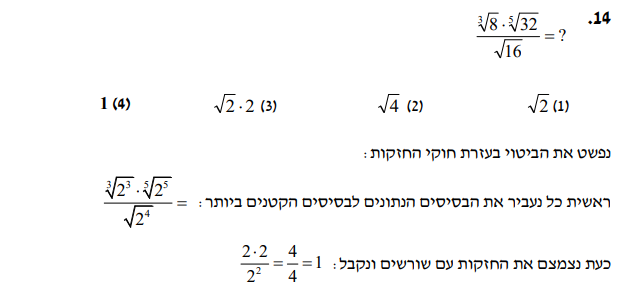 .14 \frac{\sqrt[3]{8} \cdot \sqrt[5]{32}}{\sqrt{16}} = ?
(1) \sqrt{2} (2) \sqrt{4} (3) \sqrt{2} \cdot 2 (4) 1
נפשט את הביטוי בעזרת חוקי החזקות:
ראשית כל נעביר את הבסיסים הנתונים לבסיסים הקטנים ביותר: \frac{\sqrt[3]{2^3} \cdot \sqrt[5]{2^5}}{\sqrt{2^4}} =
כעת נצמצם את החזקות עם שורשים ונקבל: \frac{2 \cdot 2}{2^2} = \frac{4}{4} = 1